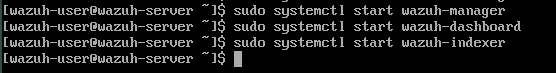 [wazuh-user@wazuh-server ~]$ sudo systemctl start wazuh-manager
[wazuh-user@wazuh-server ~]$ sudo systemctl start wazuh-dashboard
[wazuh-user@wazuh-server ~]$ sudo systemctl start wazuh-indexer
[wazuh-user@wazuh-server ~]$